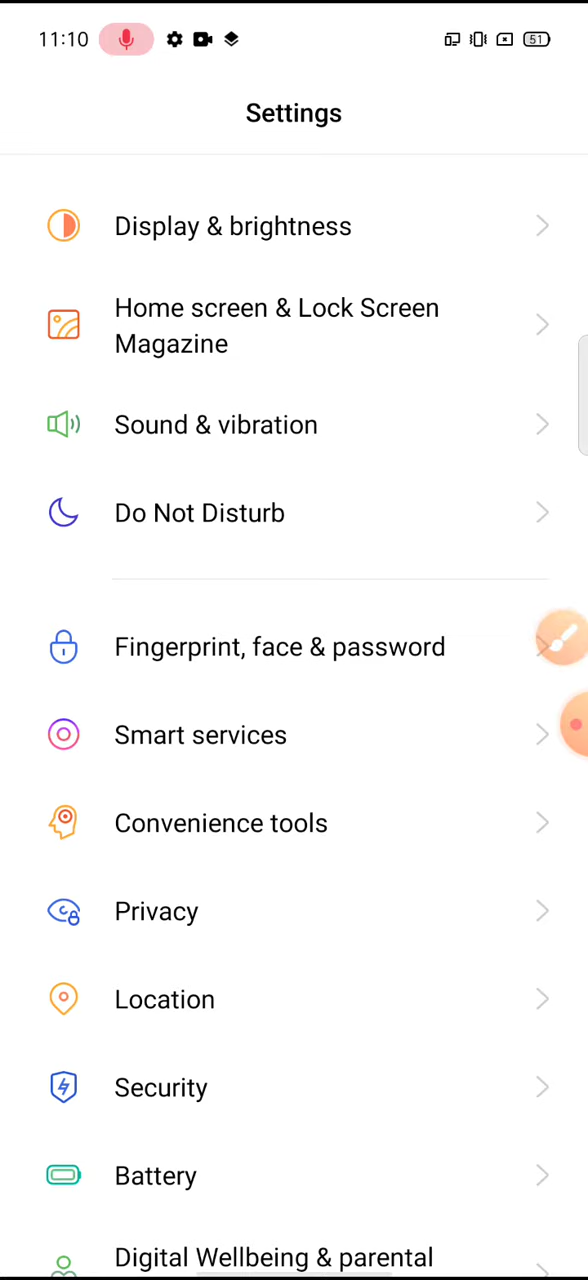 11:10
51
Settings
Display & brightness
Home screen & Lock Screen
Magazine
Sound & vibration
Do Not Disturb
Fingerprint, face & password
Smart services
Convenience tools
Privacy
Location
Security
Battery
Digital Wellbeing & parental